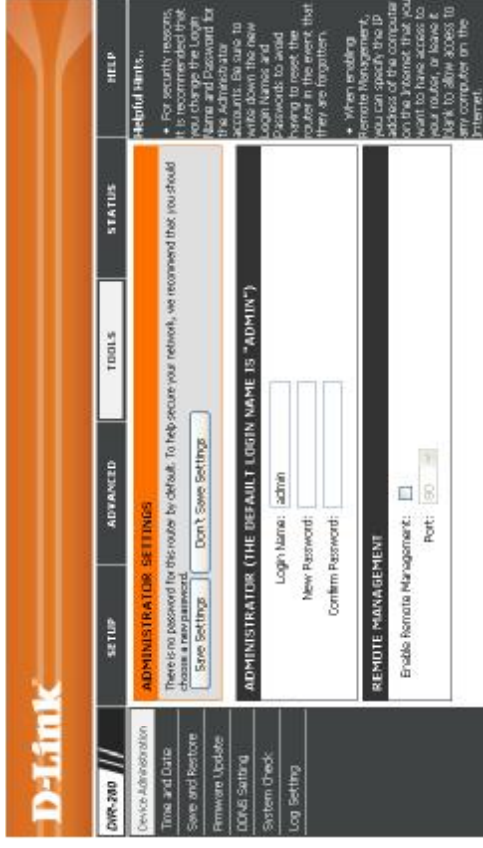 D-Link
DIR-280
SETUP
ADVANCED
TOOLS
STATUS
HELP
Device Administration
Time and Date
Save and Restore
Firmware Update
DDNS Setting
System Check
Log Setting
ADMINISTRATOR SETTINGS
There is no password for this router by default. To help secure your network, we recommend that you should
choose a new password.
Save Settings
Don't Save Settings
ADMINISTRATOR (THE DEFAULT LOGIN NAME IS "ADMIN")
Login Name: admin
New Password:
Confirm Password:
REMOTE MANAGEMENT
Enable Remote Management:
Port: 80
Helpful Hints..
• For security reasons,
it is recommended that
you change the Login
Name and Password for
the Administrator
accounts. Be sure to
write down the new
Login Names and
Passwords to avoid
having to reset the
router in the event that
they are forgotten.
• When enabling
Remote Management,
you can specify the IP
address of the computer
on the Internet that you
want to have access to
your router, or leave it
blank to allow access to
any computer on the
Internet.